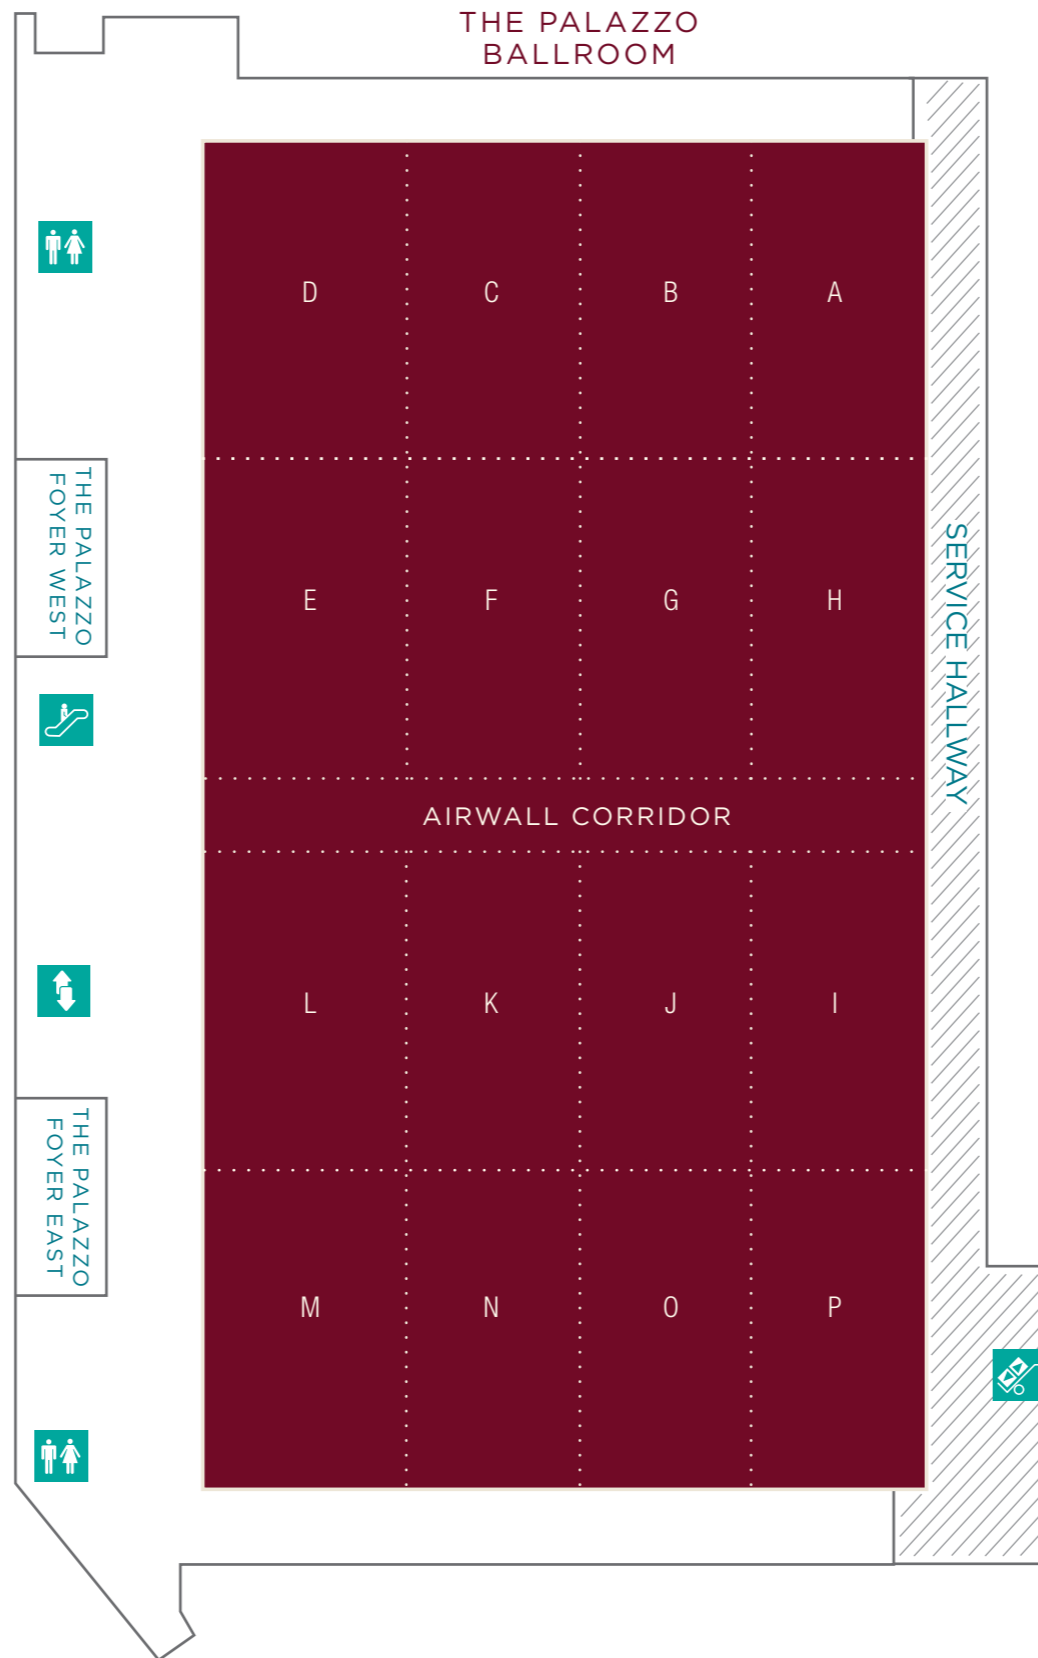 THE PALAZZO
BALLROOM
D C B A
THE PALAZZO
FOYER WEST
E F G H
SERVICE HALLWAY
AIRWALL CORRIDOR
L K J I
THE PALAZZO
FOYER EAST
M N O P